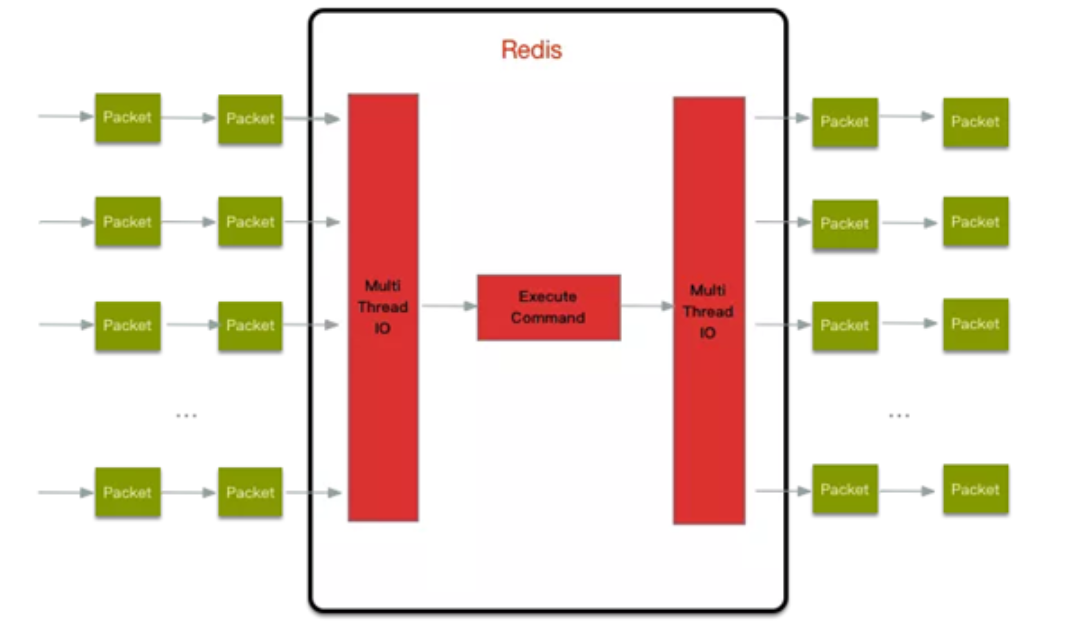 Redis
Packet Packet Packet Packet
Packet Packet Packet Packet
Multi
Thread
IO
Execute
Command
Multi
Thread
IO
Packet Packet Packet Packet
... ...
Packet Packet Packet Packet